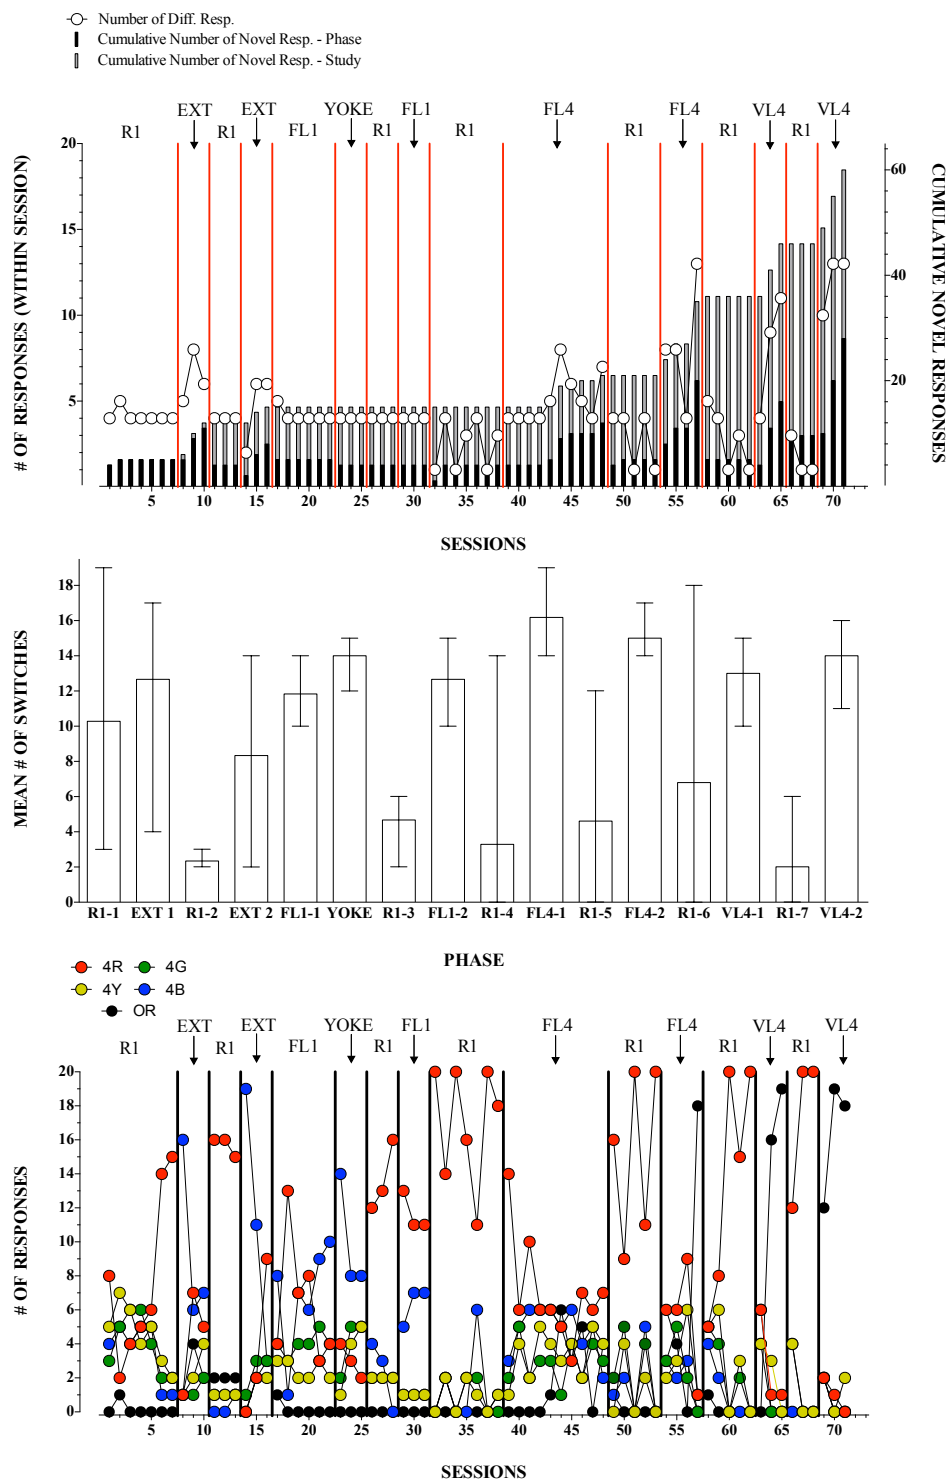 Number of Diff. Resp.
Cumulative Number of Novel Resp. - Phase
Cumulative Number of Novel Resp. - Study
EXT EXT YOKE FL1 FL4 FL4 VL4 VL4
R1 R1 FL1 R1 R1 R1 R1 R1
# OF RESPONSES (WITHIN SESSION)
20
15
10
5
60
40
20
CUMULATIVE NOVEL RESPONSES
5 10 15 20 25 30 35 40 45 50 55 60 65 70
SESSIONS
MEAN # OF SWITCHES
18
16
14
12
10
8
6
4
2
0
R1-1 EXT 1 R1-2 EXT 2 FL1-1 YOKE R1-3 FL1-2 R1-4 FL4-1 R1-5 FL4-2 R1-6 VL4-1 R1-7 VL4-2
PHASE
4R 4G
4Y 4B
OR
EXT EXT YOKE FL1 FL4 FL4 VL4 VL4
R1 R1 FL1 R1 R1 R1 R1 R1
# OF RESPONSES
20
18
16
14
12
10
8
6
4
2
0
5 10 15 20 25 30 35 40 45 50 55 60 65 70
SESSIONS